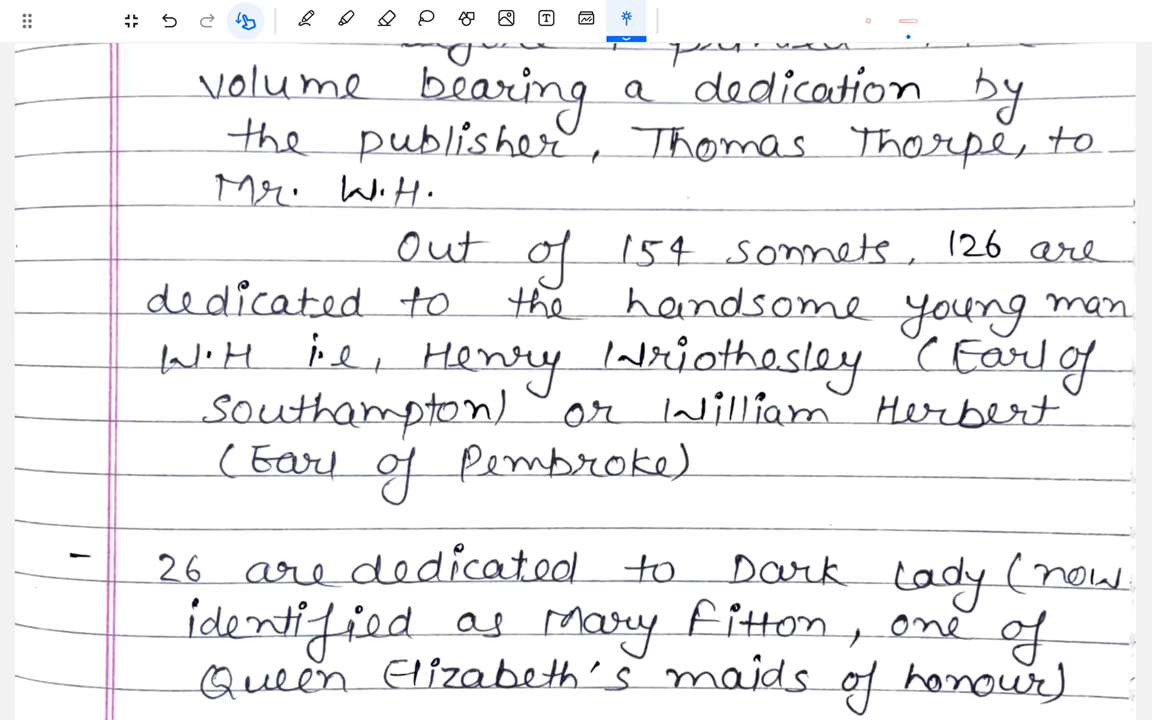 volume bearing a dedication by
the publisher, Thomas Thorpe, to
Mr. W.H.
Out of 154 sonnets, 126 are
dedicated to the handsome young man
W.H i.e, Henry Wriothesley (Earl of
Southampton) or William Herbert
(Earl of Pembroke)
- 26 are dedicated to Dark Lady (now
identified as Mary Fitton, one of
Queen Elizabeth's maids of honour)